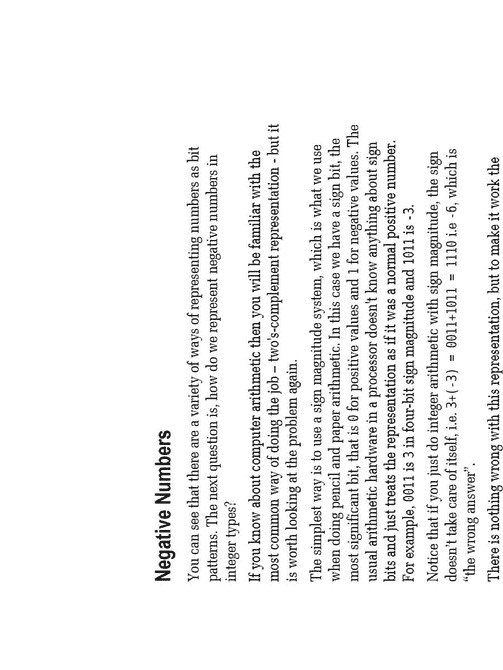 Negative Numbers
You can see that there are a variety of ways of representing numbers as bit
patterns. The next question is, how do we represent negative numbers in
integer types?
If you know about computer arithmetic then you will be familiar with the
most common way of doing the job – two's-complement representation - but it
is worth looking at the problem again.
The simplest way is to use a sign magnitude system, which is what we use
when doing pencil and paper arithmetic. In this case we have a sign bit, the
most significant bit, that is 0 for positive values and 1 for negative values. The
usual arithmetic hardware in a processor doesn't know anything about sign
bits and just treats the representation as if it was a normal positive number.
For example, 0011 is 3 in four-bit sign magnitude and 1011 is -3.
Notice that if you just do integer arithmetic with sign magnitude, the sign
doesn't take care of itself, i.e. 3+(-3) = 0011+1011 = 1110 i.e -6, which is
“the wrong answer”.
There is nothing wrong with this representation, but to make it work the